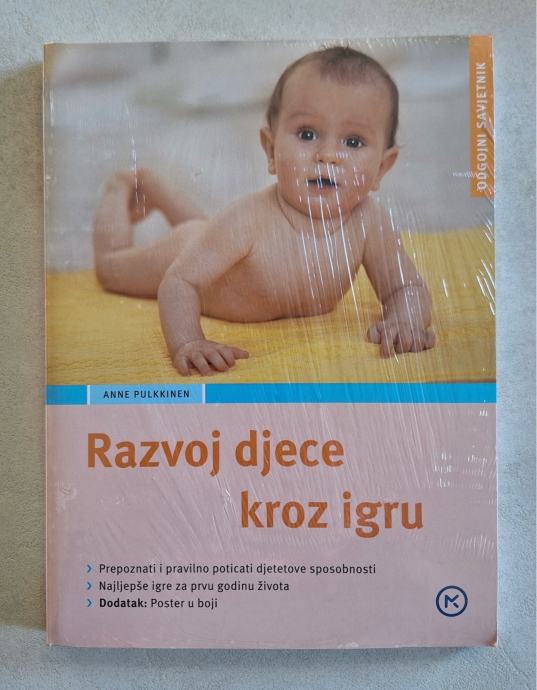 ODGOJNI SAVJETNIK
ANNE PULKKINEN
Razvoj djece
kroz igru
› Prepoznati i pravilno poticati djetetove sposobnosti
› Najljepše igre za prvu godinu života
› Dodatak: Poster u boji